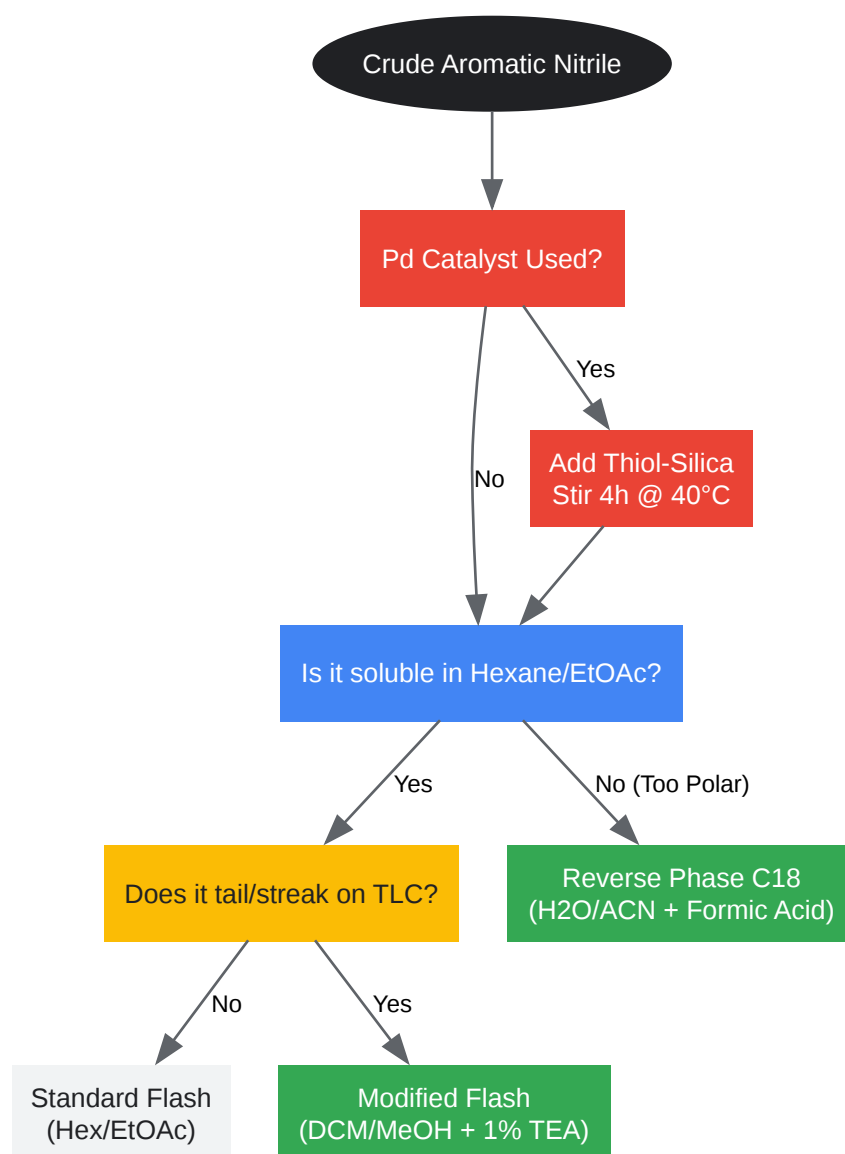 Crude Aromatic Nitrile
Pd Catalyst Used?
Yes
Add Thiol-Silica
Stir 4h @ 40°C
No
Is it soluble in Hexane/EtOAc?
Yes
No (Too Polar)
Does it tail/streak on TLC?
Reverse Phase C18
(H2O/ACN + Formic Acid)
No
Yes
Standard Flash
(Hex/EtOAc)
Modified Flash
(DCM/MeOH + 1% TEA)